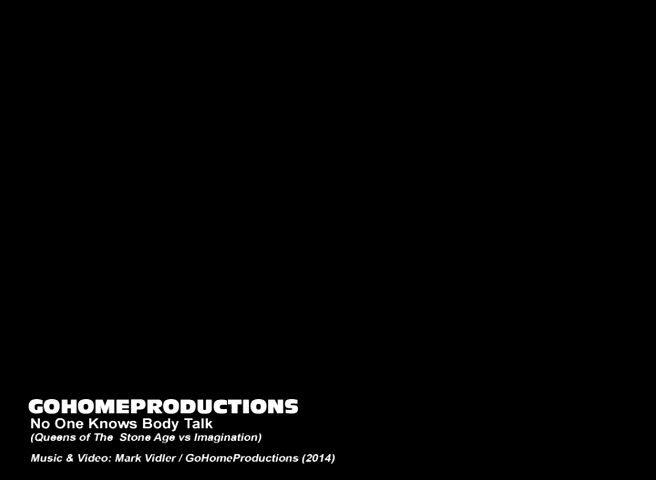 GOHOMEPRODUCTIONS
No One Knows Body Talk
(Queens of The  Stone Age vs Imagination)
Music & Video: Mark Vidler / GoHomeProductions (2014)